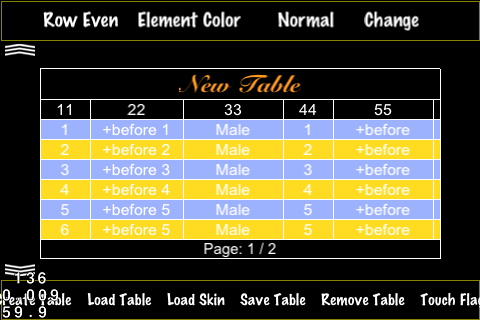 Row Even Element Color Normal Change
New Table
11 22 33 44 55
1 +before 1 Male 1 +before
2 +before 2 Male 2 +before
3 +before 3 Male 3 +before
4 +before 4 Male 4 +before
5 +before 5 Male 5 +before
6 +before 5 Male 5 +before
Page: 1 / 2
136
0.009
Table Load Table Load Skin Save Table Remove Table Touch
59.9